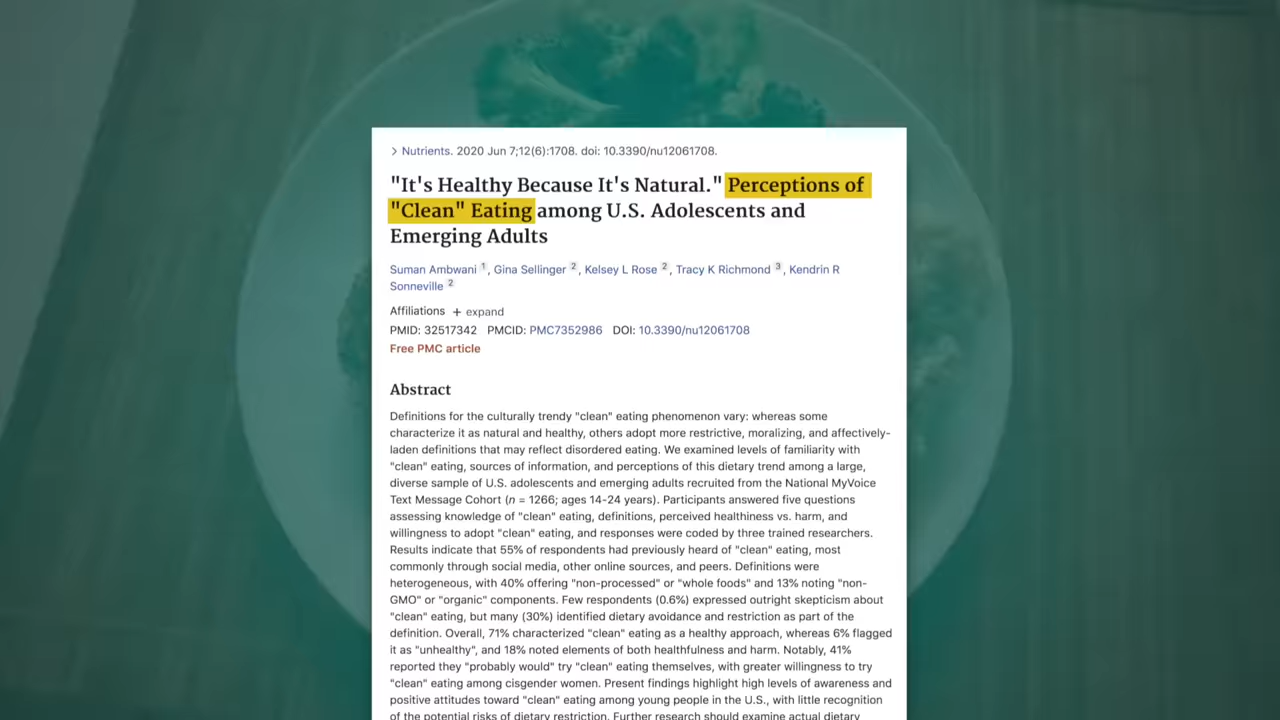 > Nutrients. 2020 Jun 7;12(6):1708. doi: 10.3390/nu12061708.
"It's Healthy Because It's Natural." Perceptions of
"Clean" Eating among U.S. Adolescents and
Emerging Adults
Suman Ambwani 1, Gina Sellinger 2, Kelsey L Rose 2, Tracy K Richmond 3, Kendrin R
Sonneville 2
Affiliations + expand
PMID: 32517342 PMCID: PMC7352986 DOI: 10.3390/nu12061708
Free PMC article
Abstract
Definitions for the culturally trendy "clean" eating phenomenon vary: whereas some
characterize it as natural and healthy, others adopt more restrictive, moralizing, and affectively-
laden definitions that may reflect disordered eating. We examined levels of familiarity with
"clean" eating, sources of information, and perceptions of this dietary trend among a large,
diverse sample of U.S. adolescents and emerging adults recruited from the National MyVoice
Text Message Cohort (n = 1266; ages 14-24 years). Participants answered five questions
assessing knowledge of "clean" eating, definitions, perceived healthiness vs. harm, and
willingness to adopt "clean" eating, and responses were coded by three trained researchers.
Results indicate that 55% of respondents had previously heard of "clean" eating, most
commonly through social media, other online sources, and peers. Definitions were
heterogeneous, with 40% offering "non-processed" or "whole foods" and 13% noting "non-
GMO" or "organic" components. Few respondents (0.6%) expressed outright skepticism about
"clean" eating, but many (30%) identified dietary avoidance and restriction as part of the
definition. Overall, 71% characterized "clean" eating as a healthy approach, whereas 6% flagged
it as "unhealthy", and 18% noted elements of both healthfulness and harm. Notably, 41%
reported they "probably would" try "clean" eating themselves, with greater willingness to try
"clean" eating among cisgender women. Present findings highlight high levels of awareness and
positive attitudes toward "clean" eating among young people in the U.S., with little recognition
of the potential risks of dietary restriction. Further research should examine actual dietary